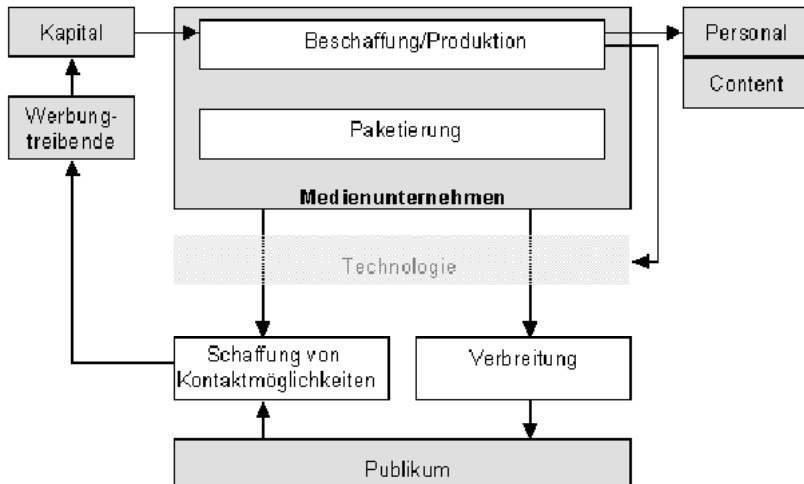 Kapital
Beschaffung/Produktion
Personal
Content
Werbung-
treibende
Paketierung
Medienunternehmen
Technologie
Schaffung von
Kontaktmöglichkeiten
Verbreitung
Publikum